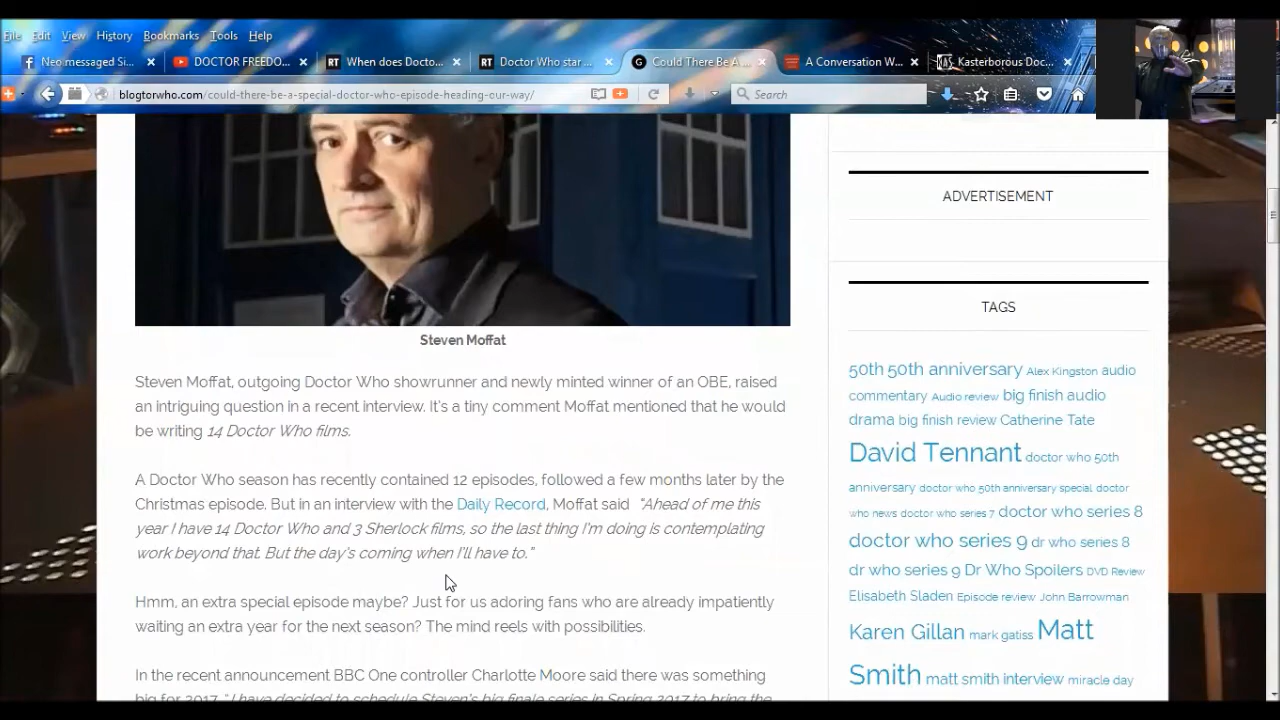 File Edit View History Bookmarks Tools Help
Neo messaged Si... × DOCTOR FREEDO... × RT When does Docto... × RT Doctor Who star ... × G Could There Be A ... × A Conversation W... × KAS Kasterborous Doc... ×
blogtorwho.com/could-there-be-a-special-doctor-who-episode-heading-our-way/ Search
Steven Moffat
Steven Moffat, outgoing Doctor Who showrunner and newly minted winner of an OBE, raised
an intriguing question in a recent interview. It's a tiny comment Moffat mentioned that he would
be writing 14 Doctor Who films.
A Doctor Who season has recently contained 12 episodes, followed a few months later by the
Christmas episode. But in an interview with the Daily Record, Moffat said "Ahead of me this
year I have 14 Doctor Who and 3 Sherlock films, so the last thing I'm doing is contemplating
work beyond that. But the day's coming when I'll have to."
Hmm, an extra special episode maybe? Just for us adoring fans who are already impatiently
waiting an extra year for the next season? The mind reels with possibilities.
In the recent announcement BBC One controller Charlotte Moore said there was something
big for 2017. "I have decided to schedule Steven's big finale series in Spring 2017 to bring the
ADVERTISEMENT
TAGS
50th 50th anniversary Alex Kingston audio
commentary Audio review big finish audio
drama big finish review Catherine Tate
David Tennant doctor who 50th
anniversary doctor who 50th anniversary special doctor
who news doctor who series 7 doctor who series 8
doctor who series 9 dr who series 8
dr who series 9 Dr Who Spoilers DVD Review
Elisabeth Sladen Episode review John Barrowman
Karen Gillan mark gatiss Matt
Smith matt smith interview miracle day